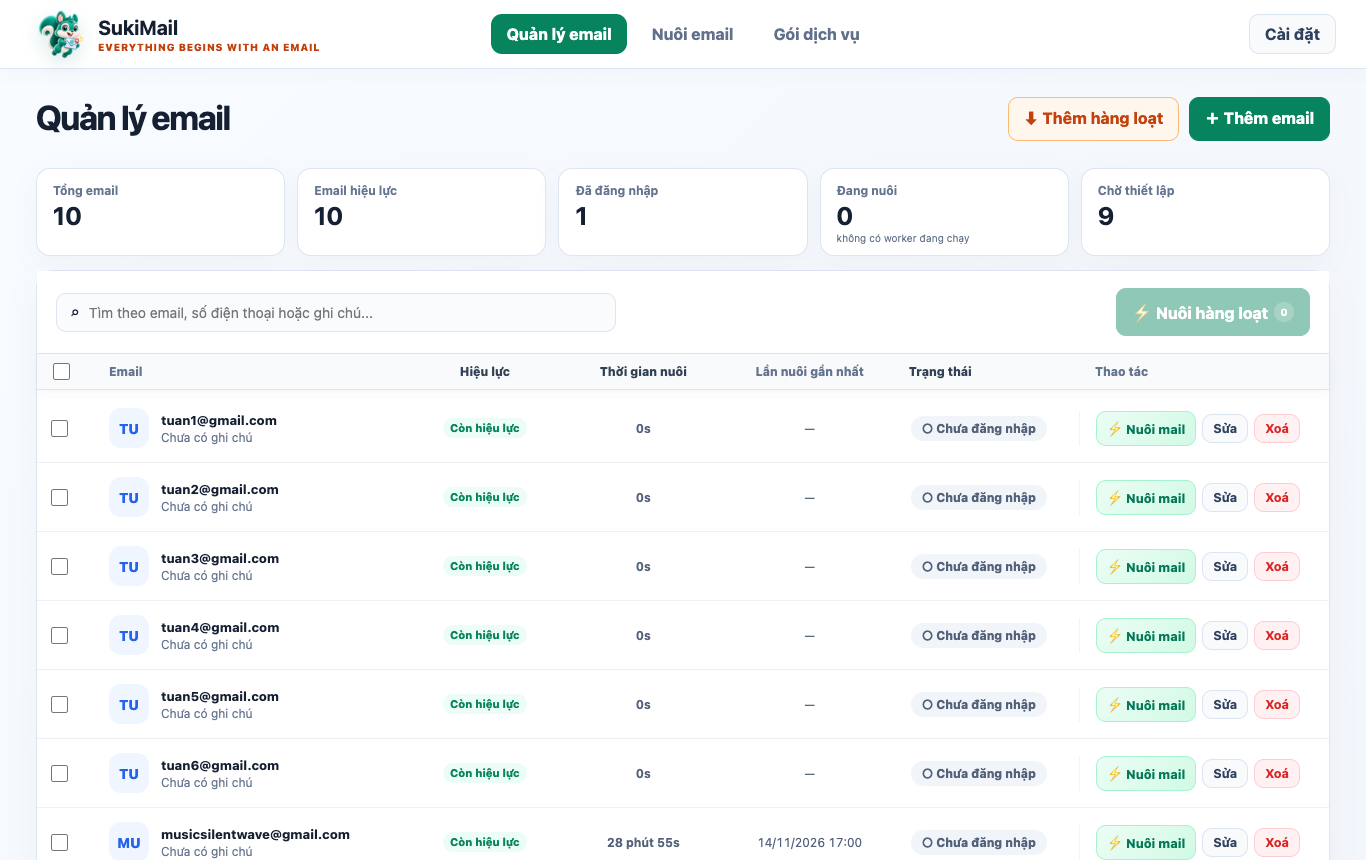 SukiMail
EVERYTHING BEGINS WITH AN EMAIL
Quản lý email
Nuôi email
Gói dịch vụ
Cài đặt
Quản lý email
⬇ Thêm hàng loạt
+ Thêm email
Tổng email
10
Email hiệu lực
10
Đã đăng nhập
1
Đang nuôi
0
không có worker đang chạy
Chờ thiết lập
9
Tìm theo email, số điện thoại hoặc ghi chú...
⚡ Nuôi hàng loạt 0
Email Hiệu lực Thời gian nuôi Lần nuôi gần nhất Trạng thái Thao tác
TU tuan1@gmail.com Còn hiệu lực 0s — Chưa đăng nhập ⚡ Nuôi mail Sửa Xoá
Chưa có ghi chú
TU tuan2@gmail.com Còn hiệu lực 0s — Chưa đăng nhập ⚡ Nuôi mail Sửa Xoá
Chưa có ghi chú
TU tuan3@gmail.com Còn hiệu lực 0s — Chưa đăng nhập ⚡ Nuôi mail Sửa Xoá
Chưa có ghi chú
TU tuan4@gmail.com Còn hiệu lực 0s — Chưa đăng nhập ⚡ Nuôi mail Sửa Xoá
Chưa có ghi chú
TU tuan5@gmail.com Còn hiệu lực 0s — Chưa đăng nhập ⚡ Nuôi mail Sửa Xoá
Chưa có ghi chú
TU tuan6@gmail.com Còn hiệu lực 0s — Chưa đăng nhập ⚡ Nuôi mail Sửa Xoá
Chưa có ghi chú
MU musicsilentwave@gmail.com Còn hiệu lực 28 phút 55s 14/11/2026 17:00 Chưa đăng nhập ⚡ Nuôi mail Sửa Xoá
Chưa có ghi chú